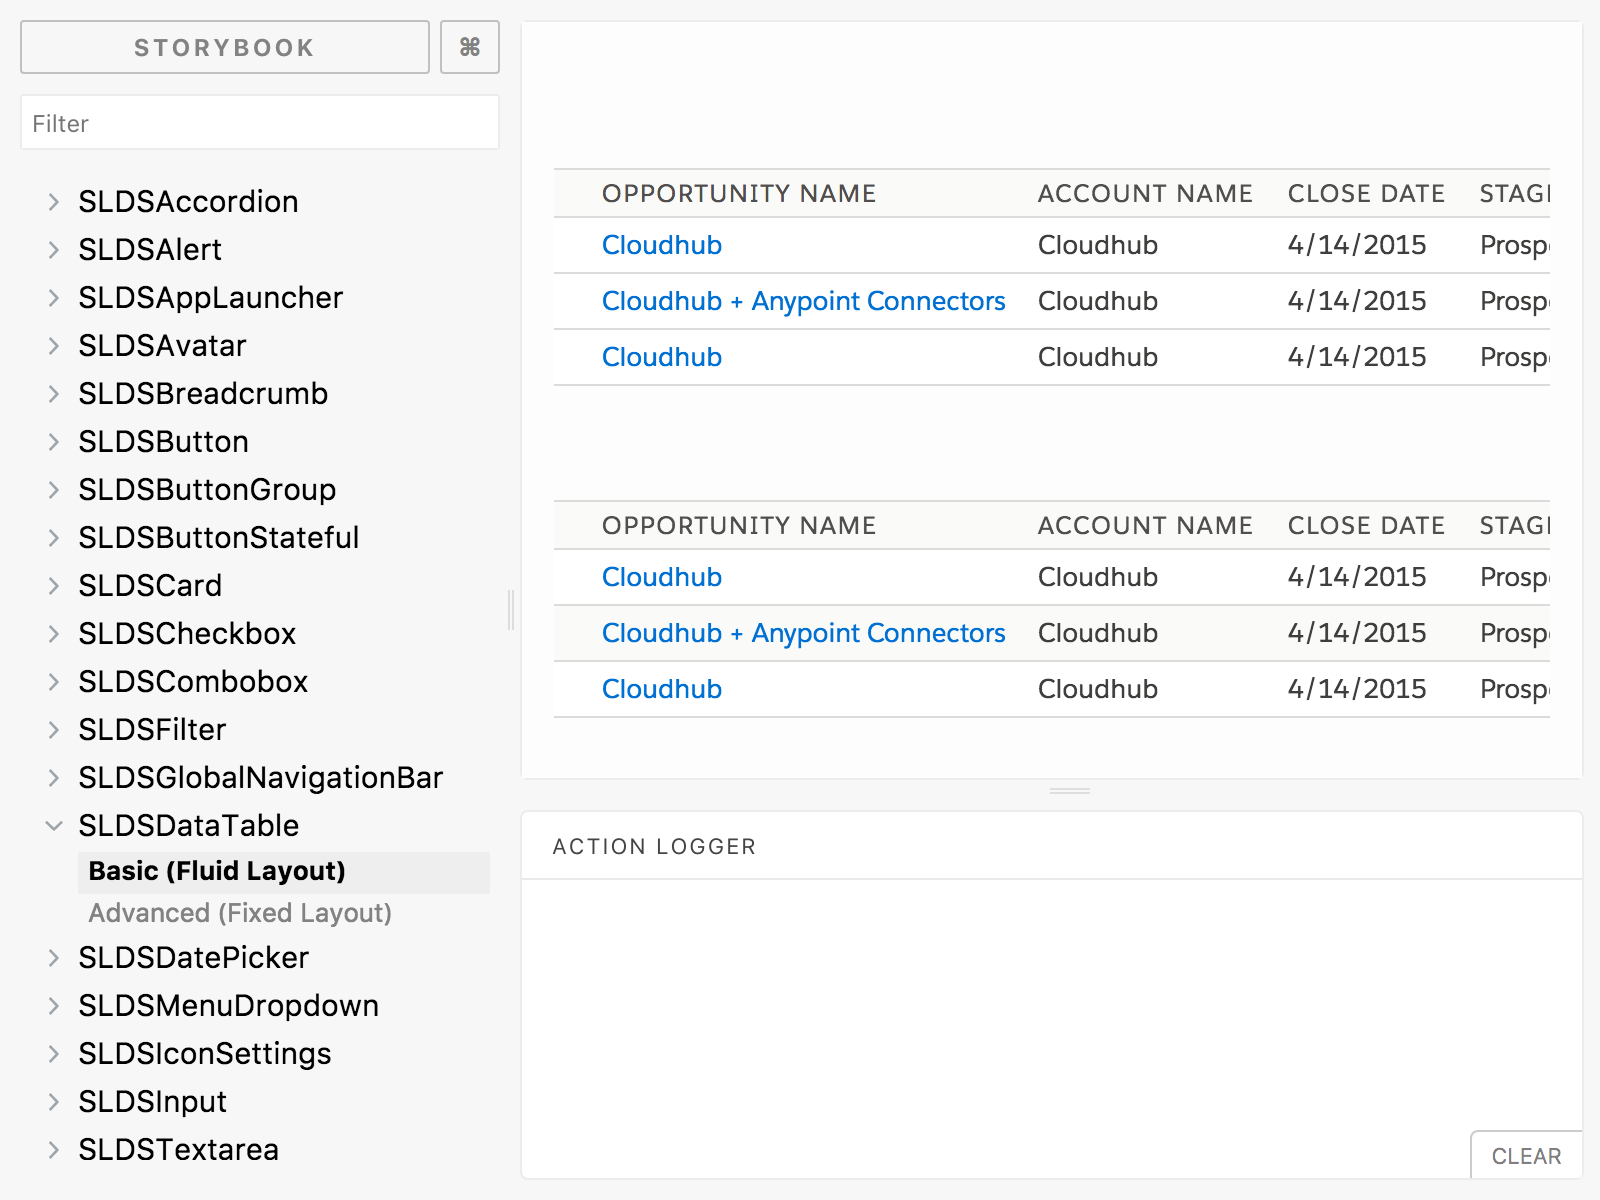 STORYBOOK ⌘
Filter
SLDSAccordion
SLDSAlert
SLDSAppLauncher
SLDSAvatar
SLDSBreadcrumb
SLDSButton
SLDSButtonGroup
SLDSButtonStateful
SLDSCard
SLDSCheckbox
SLDSCombobox
SLDSFilter
SLDSGlobalNavigationBar
SLDSDataTable
Basic (Fluid Layout)
Advanced (Fixed Layout)
SLDSDatePicker
SLDSMenuDropdown
SLDSIconSettings
SLDSInput
SLDSTextarea
OPPORTUNITY NAME ACCOUNT NAME CLOSE DATE STAG
Cloudhub Cloudhub 4/14/2015 Prosp
Cloudhub + Anypoint Connectors Cloudhub 4/14/2015 Prosp
Cloudhub Cloudhub 4/14/2015 Prosp
OPPORTUNITY NAME ACCOUNT NAME CLOSE DATE STAG
Cloudhub Cloudhub 4/14/2015 Prosp
Cloudhub + Anypoint Connectors Cloudhub 4/14/2015 Prosp
Cloudhub Cloudhub 4/14/2015 Prosp
ACTION LOGGER
CLEAR